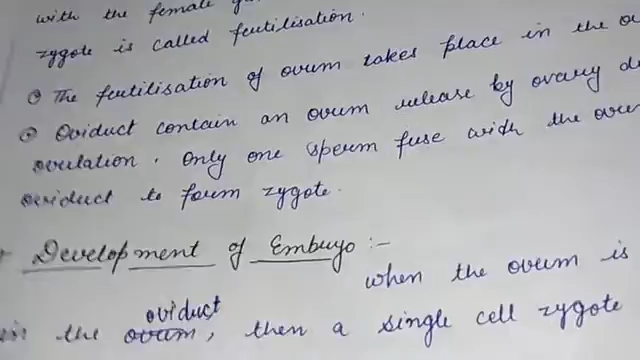 with the female
zygote is called fertilisation.
The fertilisation of ovum takes place in the
Oviduct contain an ovum release by ovary
ovulation. Only one sperm fuse with the
oviduct to form zygote.
Development of Embryo :-
when the ovum is
oviduct
in the ovum, then a single cell zygote